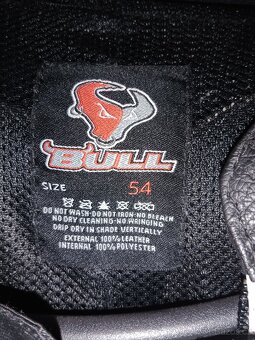 BULL
SIZE 54
DO NOT WASH-DO NOT IRON-NO BLEACH
NO DRY CLEANING-NO WRINGING
DRIP DRY IN SHADE VERTICALLY
EXTERNAL 100% LEATHER
INTERNAL 100% POLYESTER